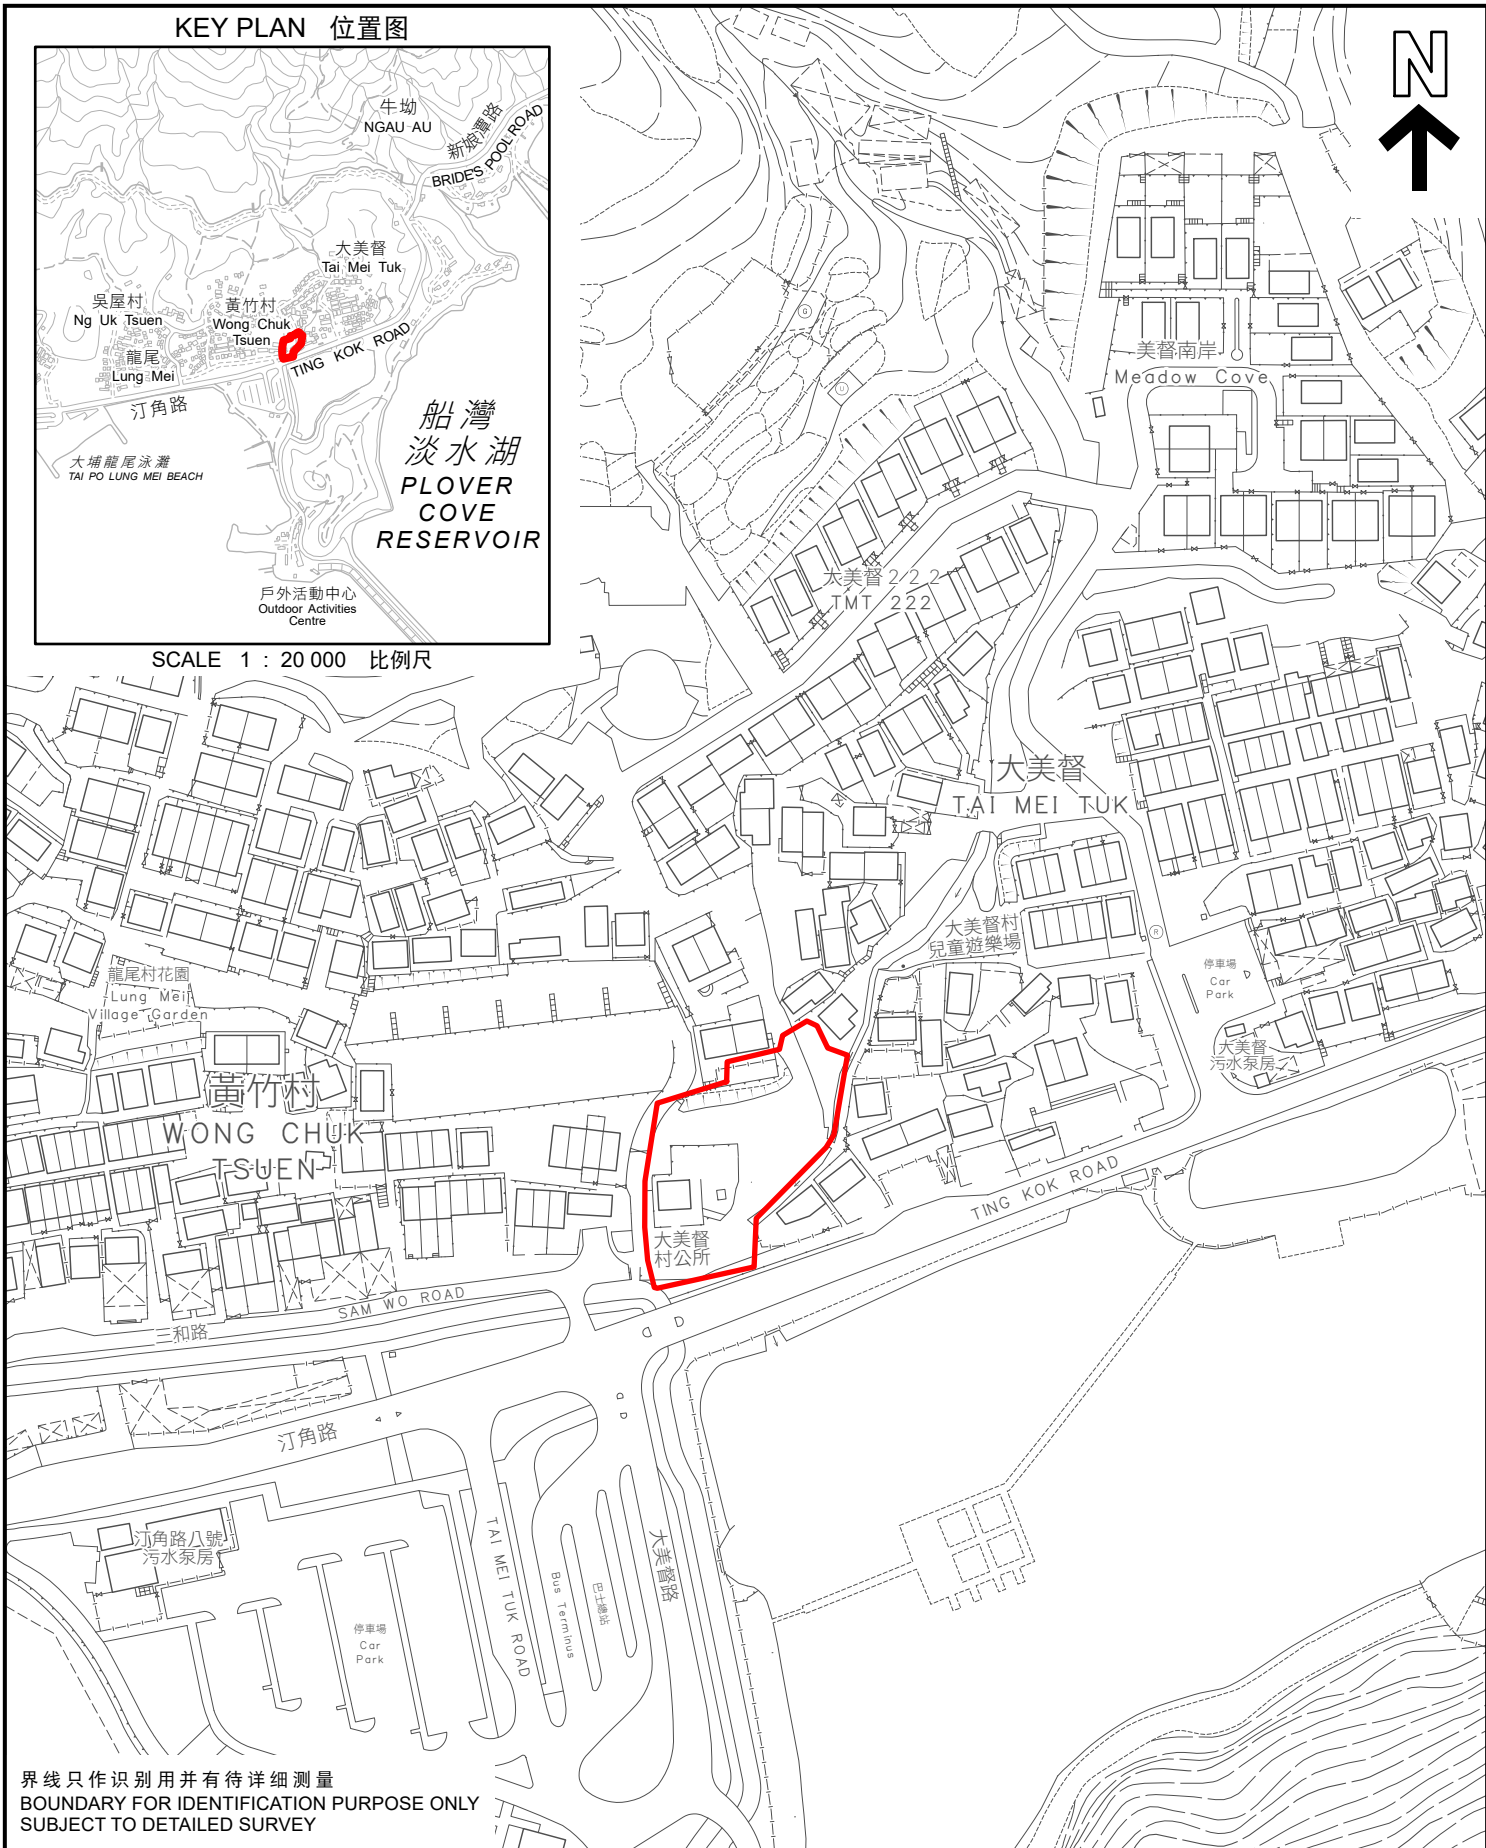 KEY PLAN 位置图
N
牛坳
NGAU AU
新娘潭路
BRIDES POOL ROAD
大美督
Tai Mei Tuk
吳屋村
Ng Uk Tsuen
黃竹村
Wong Chuk
Tsuen
龍尾
Lung Mei
TING KOK ROAD
汀角路
大埔龍尾泳灘
TAI PO LUNG MEI BEACH
船灣
淡水湖
PLOVER
COVE
RESERVOIR
戶外活動中心
Outdoor Activities
Centre
SCALE 1 : 20 000 比例尺
G
U
美督南岸
Meadow Cove
大美督222
TMT 222
大美督
TAI MEI TUK
大美督村
兒童遊樂場
R
停車場
Car
Park
大美督
污水泵房
龍尾村花園
Lung Mei
Village Garden
黃竹村
WONG CHUK
TSUEN
大美督
村公所
TING KOK ROAD
SAM WO ROAD
三和路
汀角路
汀角路八號
污水泵房
停車場
Car
Park
TAI MEI TUK ROAD
Bus Terminus
巴士總站
大美督路
界线只作识别用并有待详细测量
BOUNDARY FOR IDENTIFICATION PURPOSE ONLY
SUBJECT TO DETAILED SURVEY